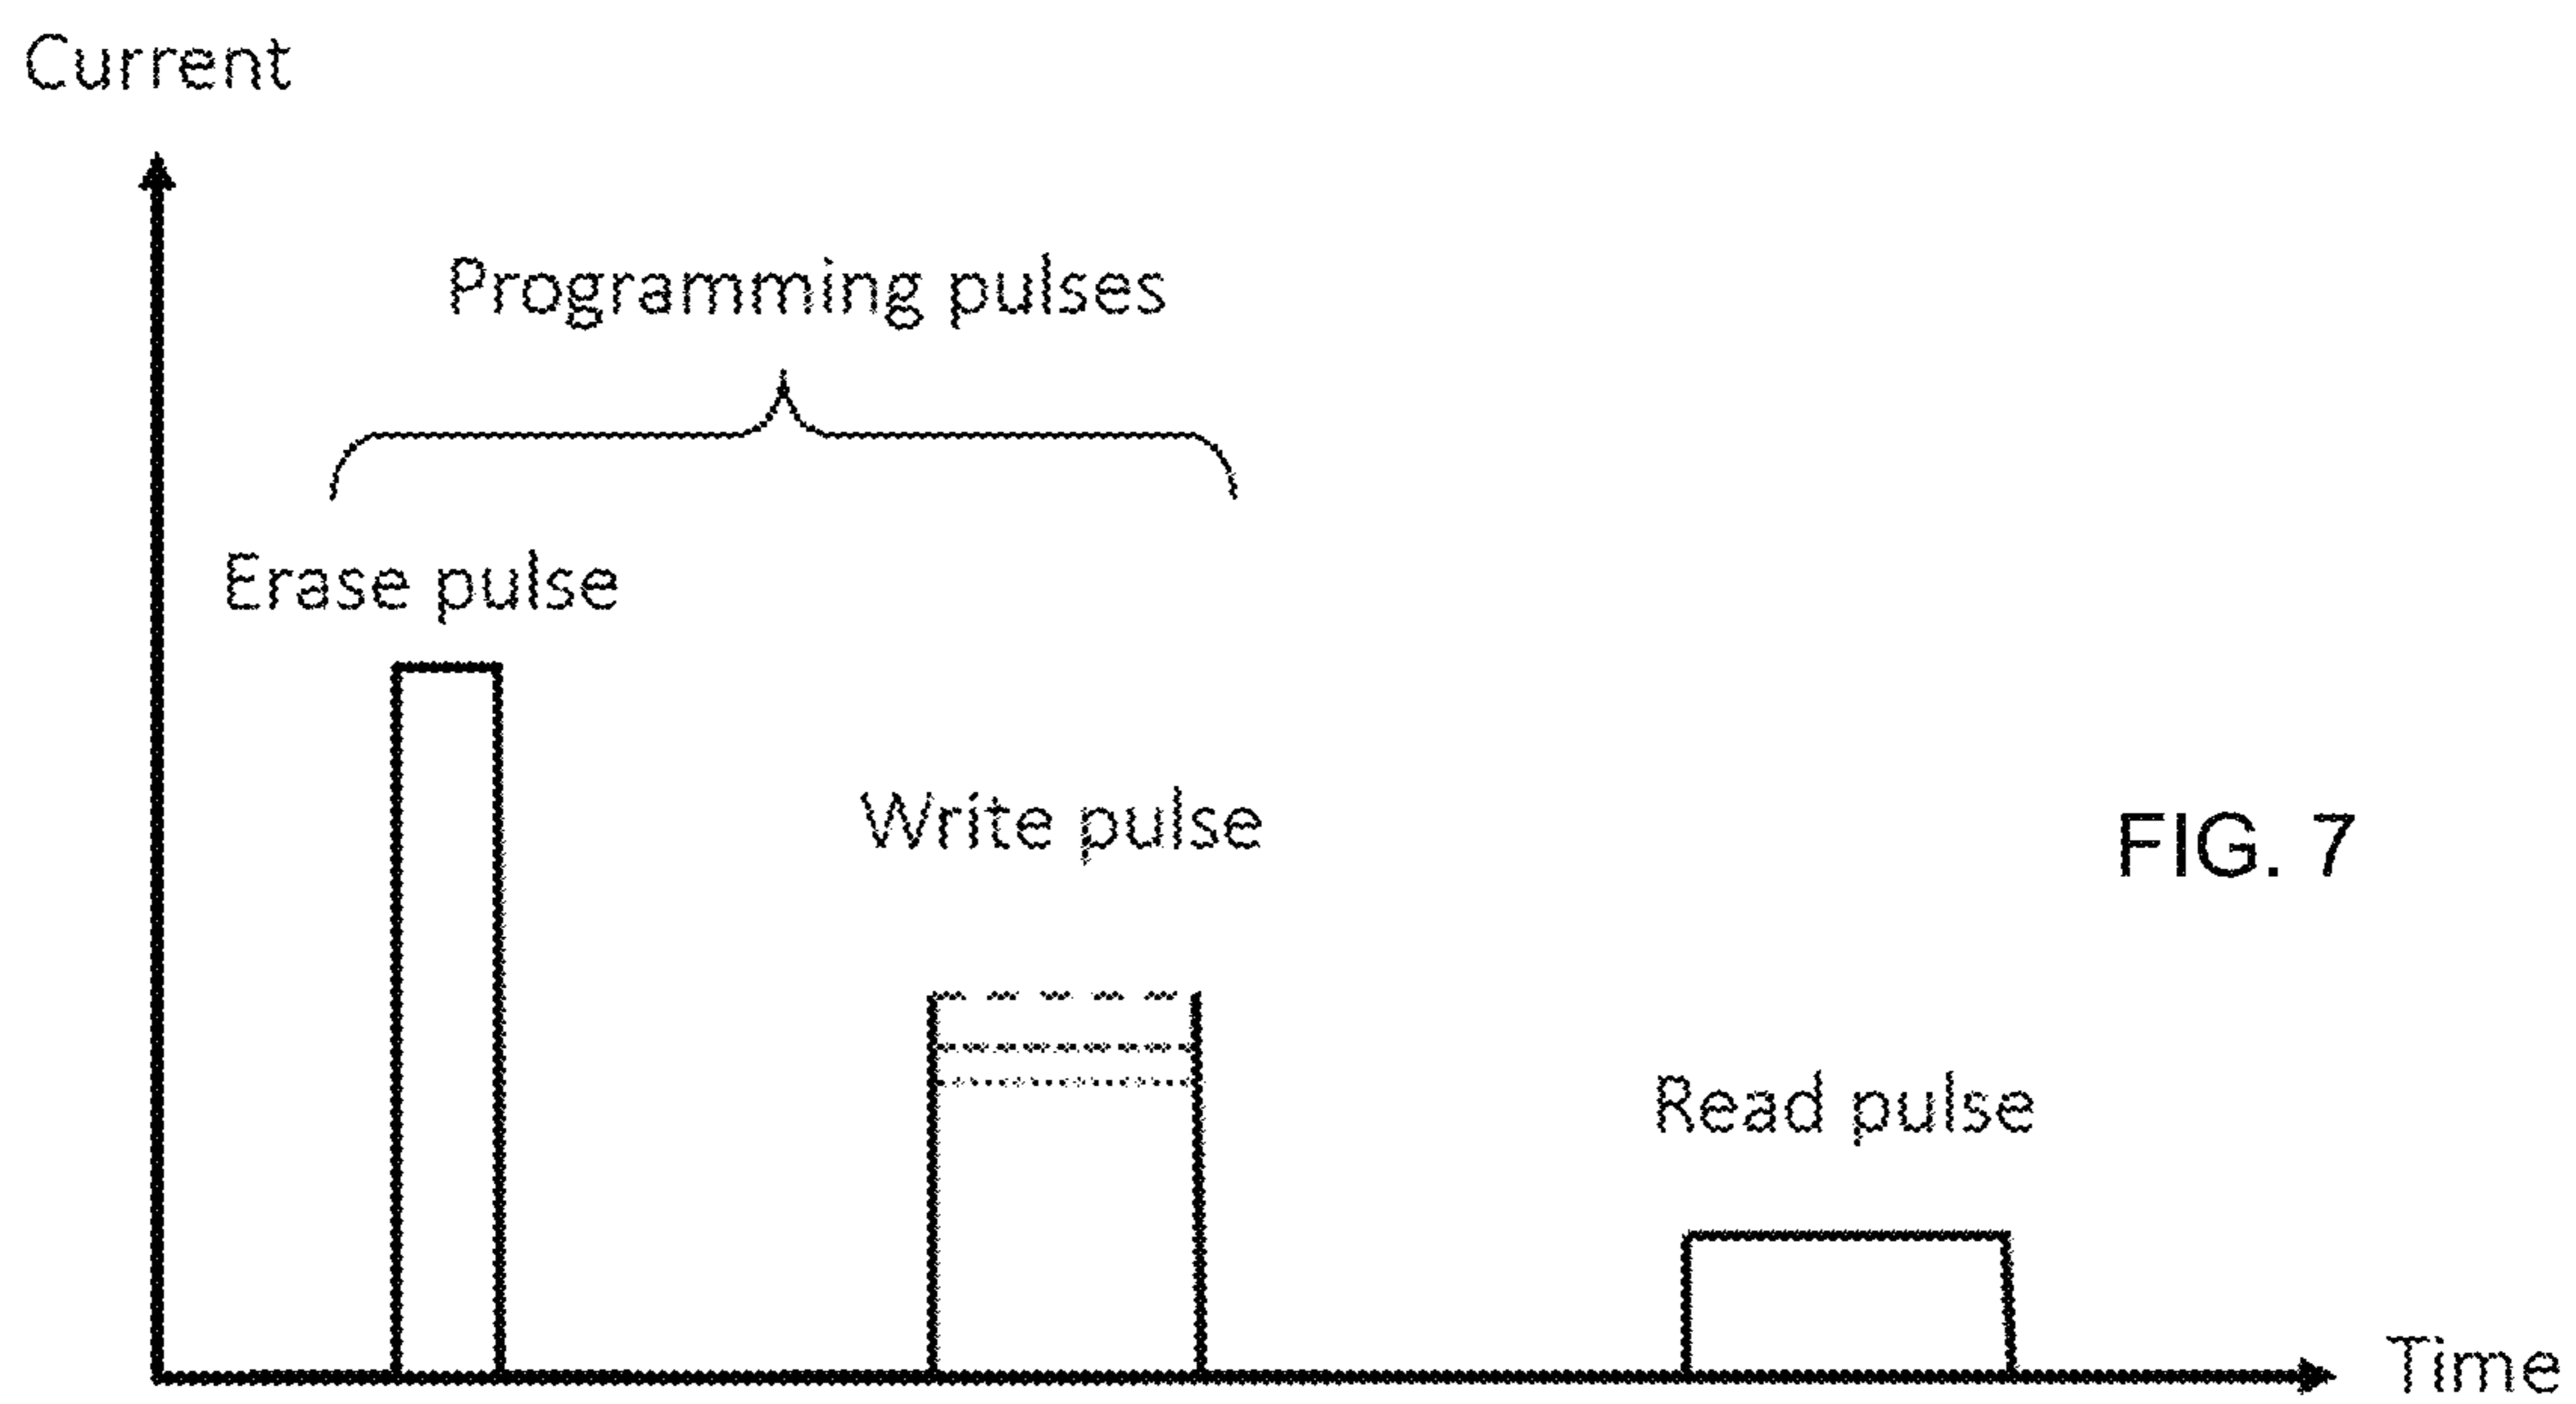 Current
Programming pulses
Erase pulse
Write pulse
FIG. 7
Read pulse
Time